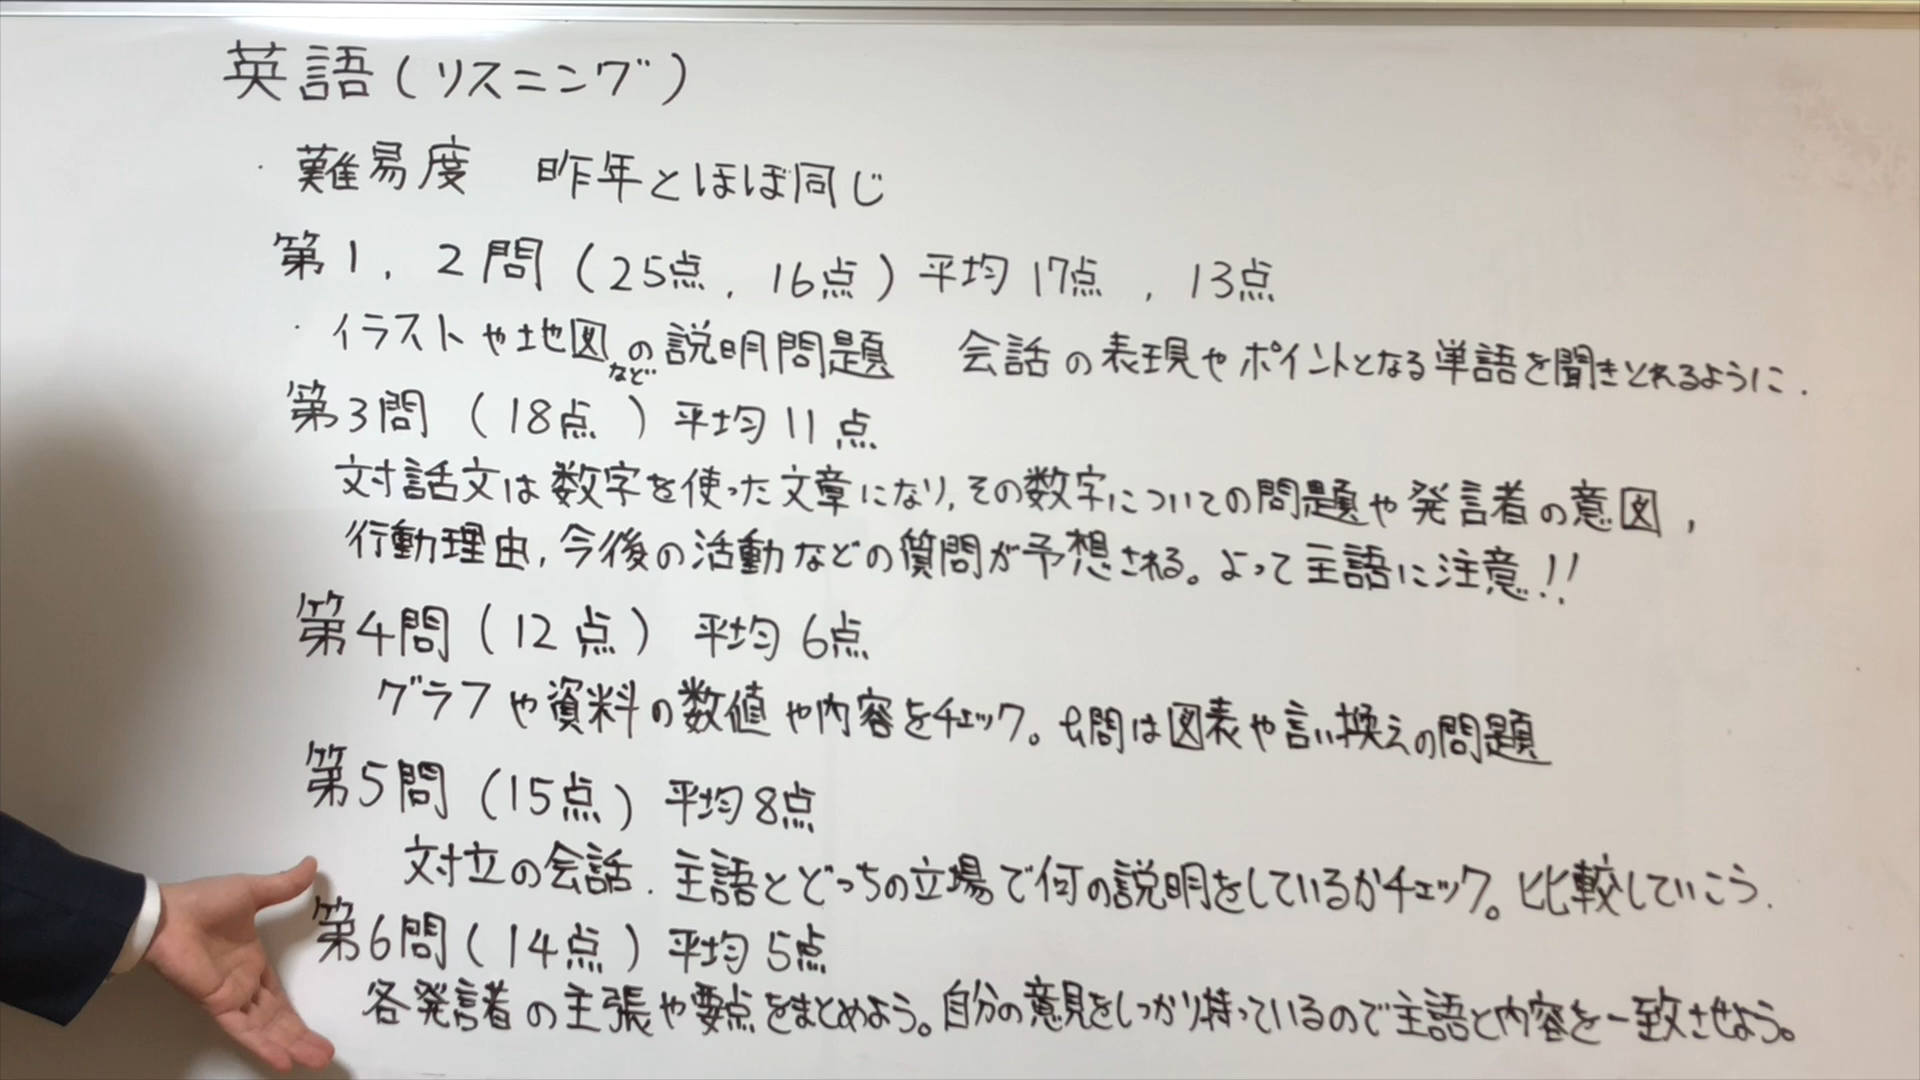 英語(リスニング)
・難易度 昨年とほぼ同じ
第1, 2問(25点, 16点)平均17点, 13点
・イラストや地図などの説明問題 会話の表現やポイントとなる単語を聞きとれるように.
第3問(18点)平均11点
対話文は数字を使った文章になり,その数字についての問題や発言者の意図,
行動理由,今後の活動などの質問が予想される。よって主語に注意!!
第4問(12点)平均6点
グラフや資料の数値や内容をチェック。設問は図表や言い換えの問題
第5問(15点)平均8点
対立の会話.主語とどっちの立場で何の説明をしているかチェック。比較していこう.
第6問(14点)平均5点
各発言者の主張や要点をまとめよう。自分の意見をしっかり持っているので主語と内容を一致させよう。